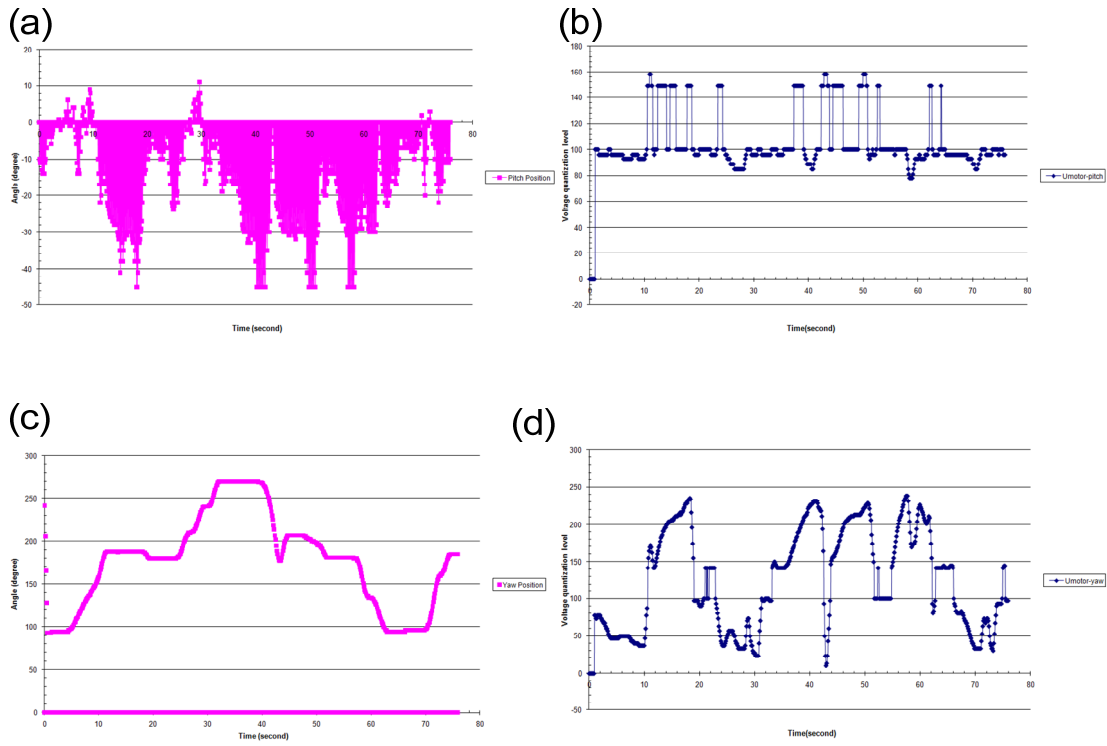 (a)
20
10
0
-10
-20
-30
-40
-50
0 10 20 30 40 50 60 70 80
Angle (degree)
Time (second)
Pitch Position
(b)
180
160
140
120
100
80
60
40
20
0
-20
0 10 20 30 40 50 60 70 80
Voltage quantization level
Time(second)
Umotor-pitch
(c)
300
250
200
150
100
50
0
0 10 20 30 40 50 60 70 80
Angle (degree)
Time (second)
Yaw Position
(d)
300
250
200
150
100
50
0
-50
0 10 20 30 40 50 60 70 80
Voltage quantization level
Time(second)
Umotor-yaw